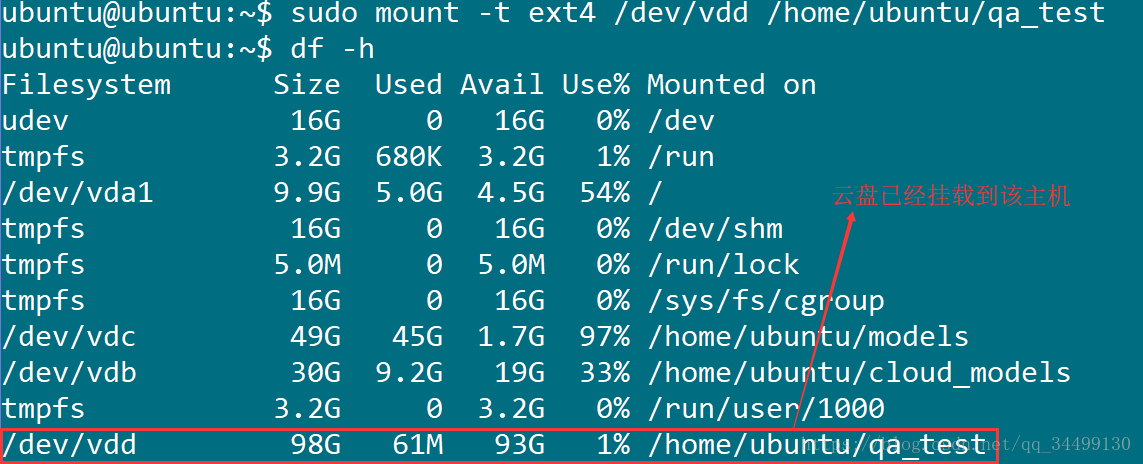 ubuntu@ubuntu:~$ sudo mount -t ext4 /dev/vdd /home/ubuntu/qa_test
ubuntu@ubuntu:~$ df -h
Filesystem Size Used Avail Use% Mounted on
udev 16G 0 16G 0% /dev
tmpfs 3.2G 680K 3.2G 1% /run
/dev/vda1 9.9G 5.0G 4.5G 54% /
云盘已经挂载到该主机
tmpfs 16G 0 16G 0% /dev/shm
tmpfs 5.0M 0 5.0M 0% /run/lock
tmpfs 16G 0 16G 0% /sys/fs/cgroup
/dev/vdc 49G 45G 1.7G 97% /home/ubuntu/models
/dev/vdb 30G 9.2G 19G 33% /home/ubuntu/cloud_models
tmpfs 3.2G 0 3.2G 0% /run/user/1000
/dev/vdd 98G 61M 93G 1% /home/ubuntu/qa_test
https://blog.csdn.net/qq_34499130